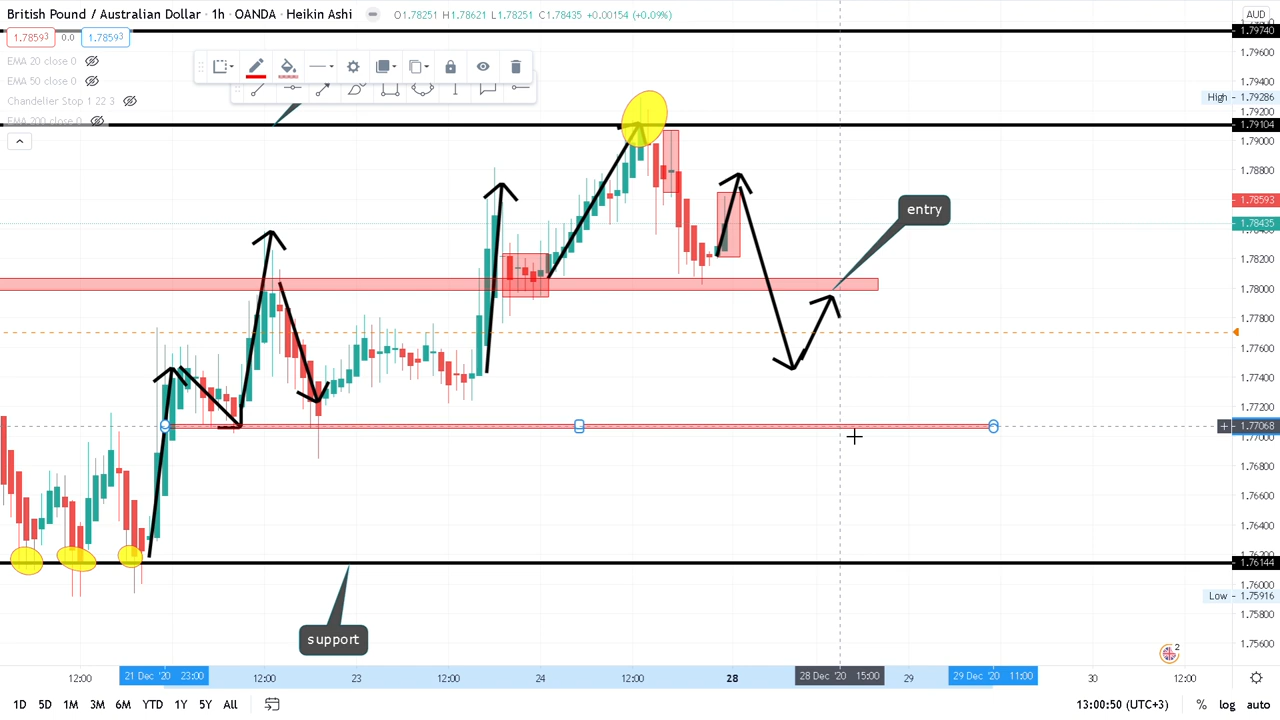 British Pound / Australian Dollar · 1h · OANDA · Heikin Ashi O1.78251 H1.78621 L1.78251 C1.78435 +0.00154 (+0.09%)
AUD
1.78593 0.0 1.78593
EMA 20 close 0
EMA 50 close 0
Chandelier Stop 1 22 3
EMA 200 close 0
1.79740
1.79600
1.79400
High 1.79286
1.79200
1.79104
1.79000
1.78800
1.78593
1.78435
1.78200
1.78000
1.77800
1.77600
1.77400
1.77200
1.77068
1.77000
1.76800
1.76600
1.76400
1.76144
1.76000
Low 1.75916
1.75800
1.75600
entry
support
2
12:00 21 Dec '20 23:00 12:00 23 12:00 24 12:00 28 28 Dec '20 15:00 29 29 Dec '20 11:00 30 12:00
1D 5D 1M 3M 6M YTD 1Y 5Y All 13:00:50 (UTC+3) % log auto